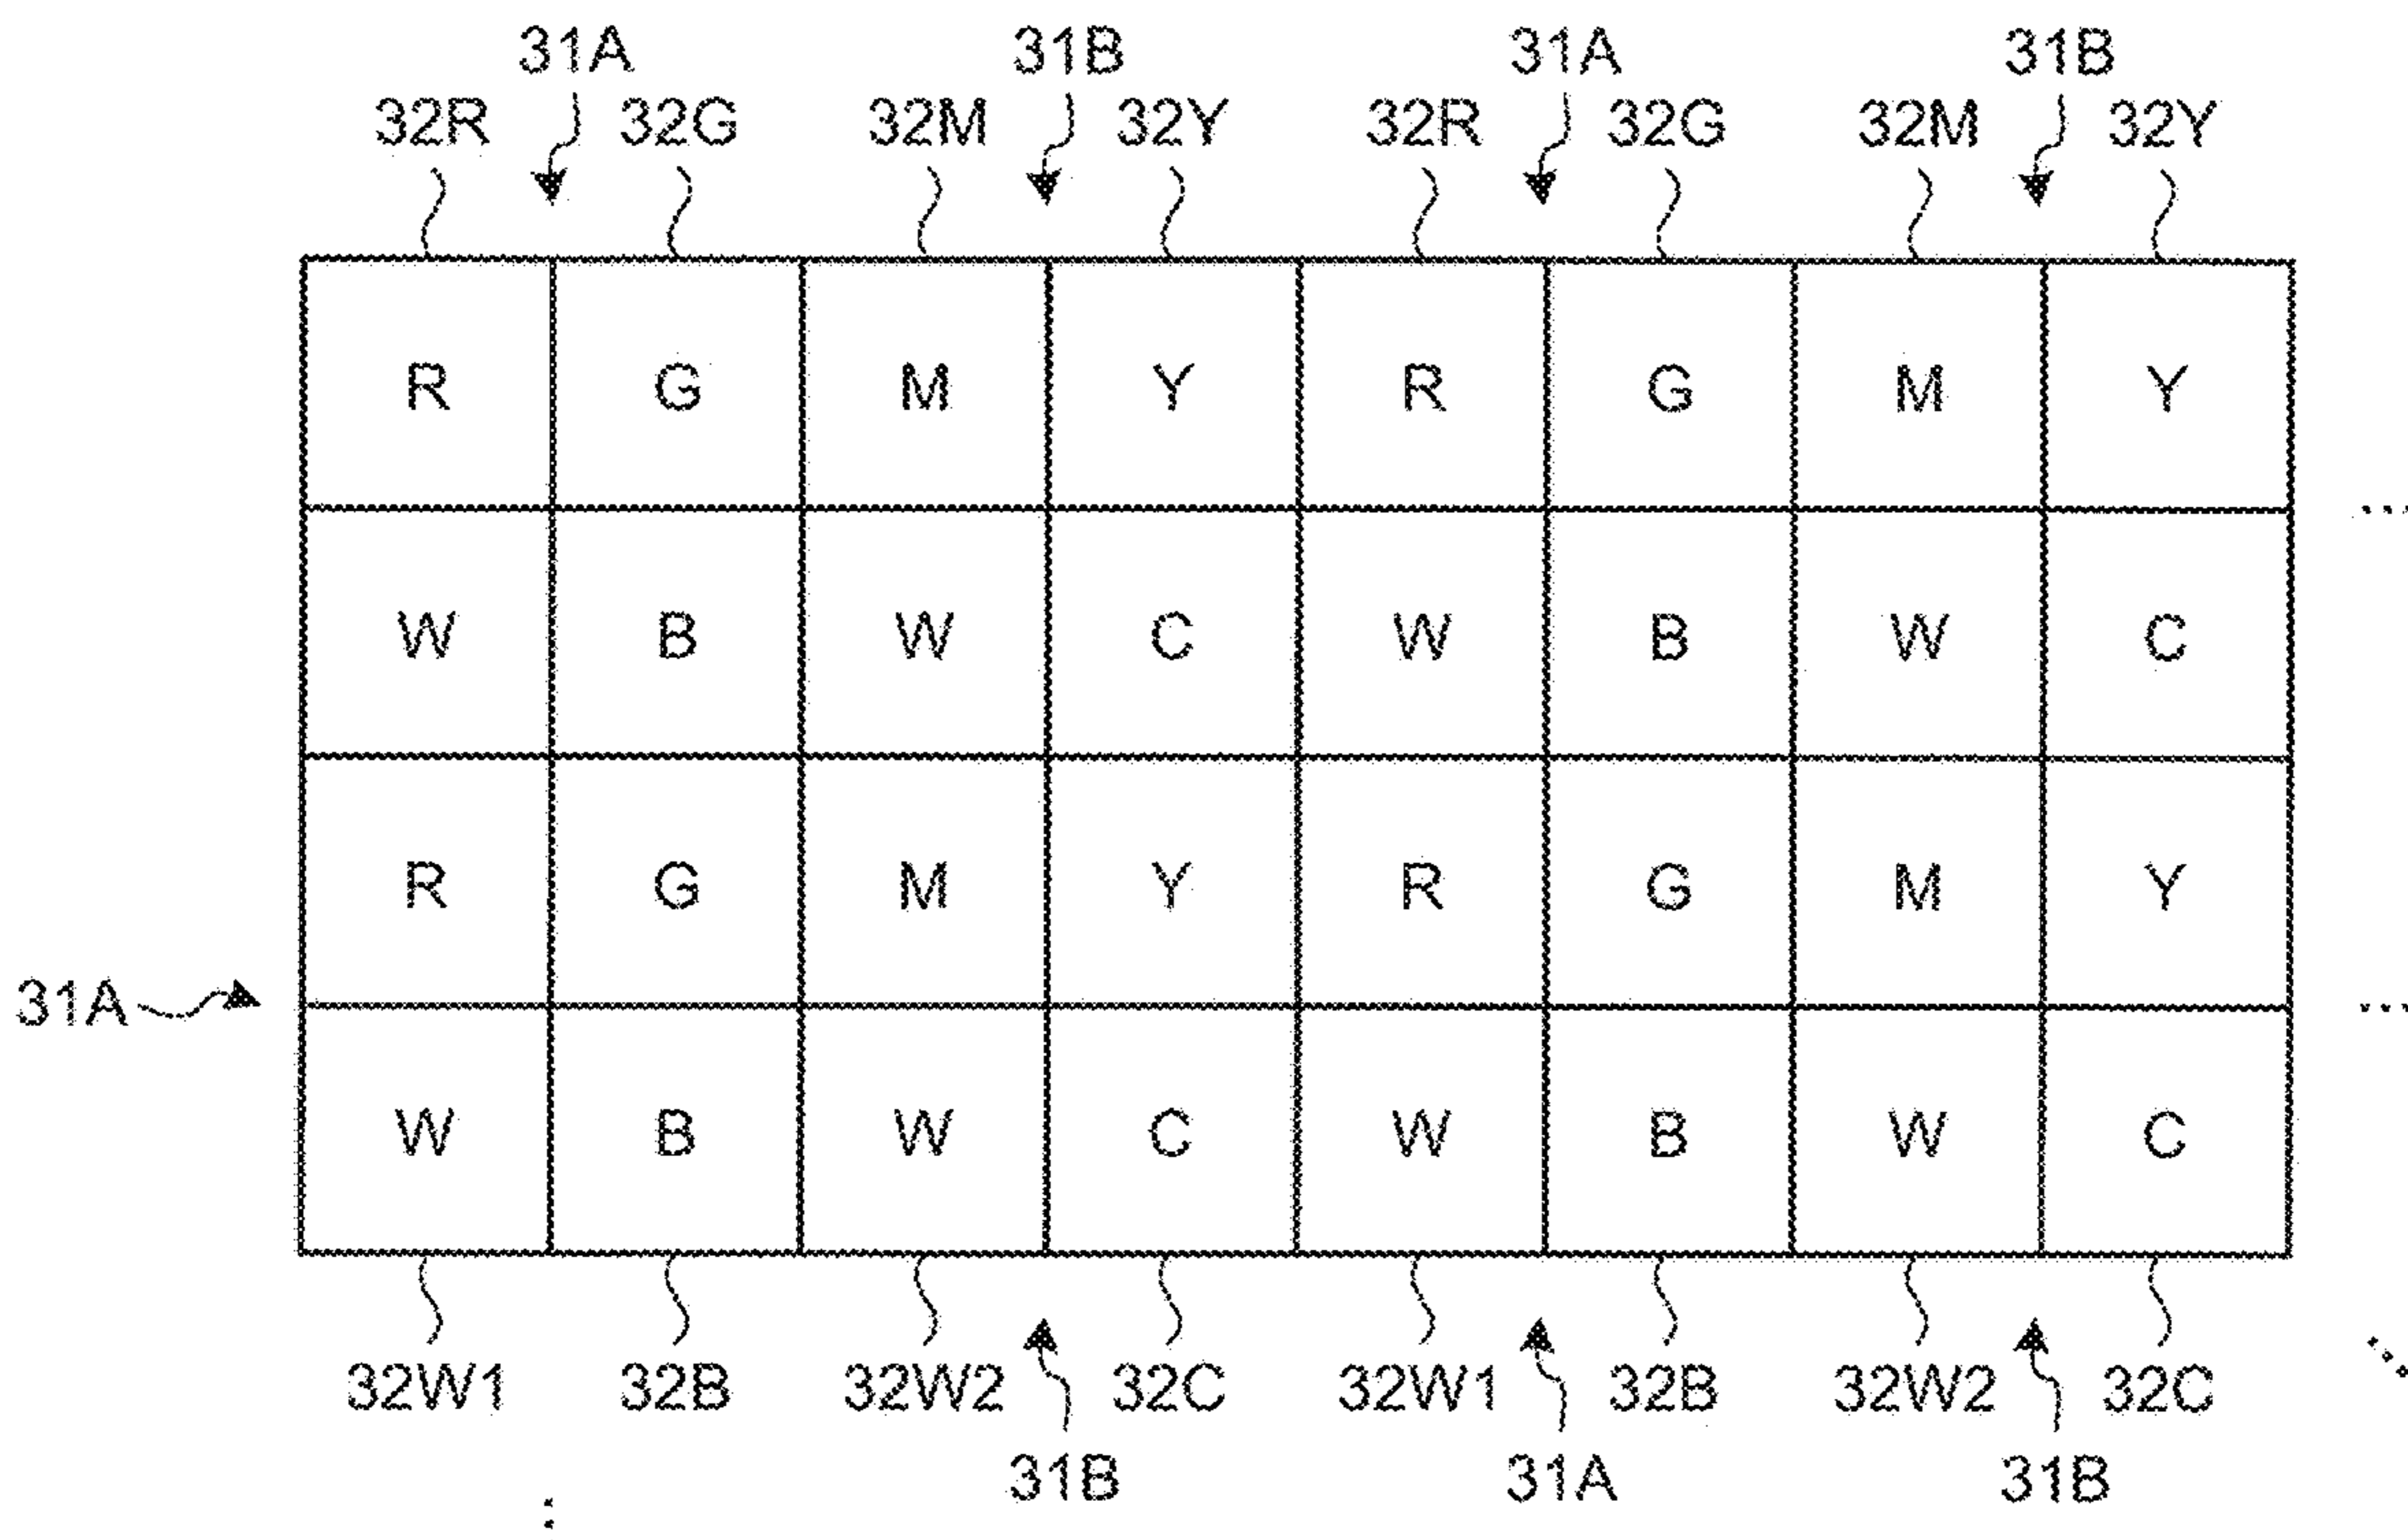 31A 31B 31A 31B
32R 32G 32M 32Y 32R 32G 32M 32Y
R G M Y R G M Y
W B W C W B W C
R G M Y R G M Y
31A
W B W C W B W C
32W1 32B 32W2 32C 32W1 32B 32W2 32C
31B 31A 31B